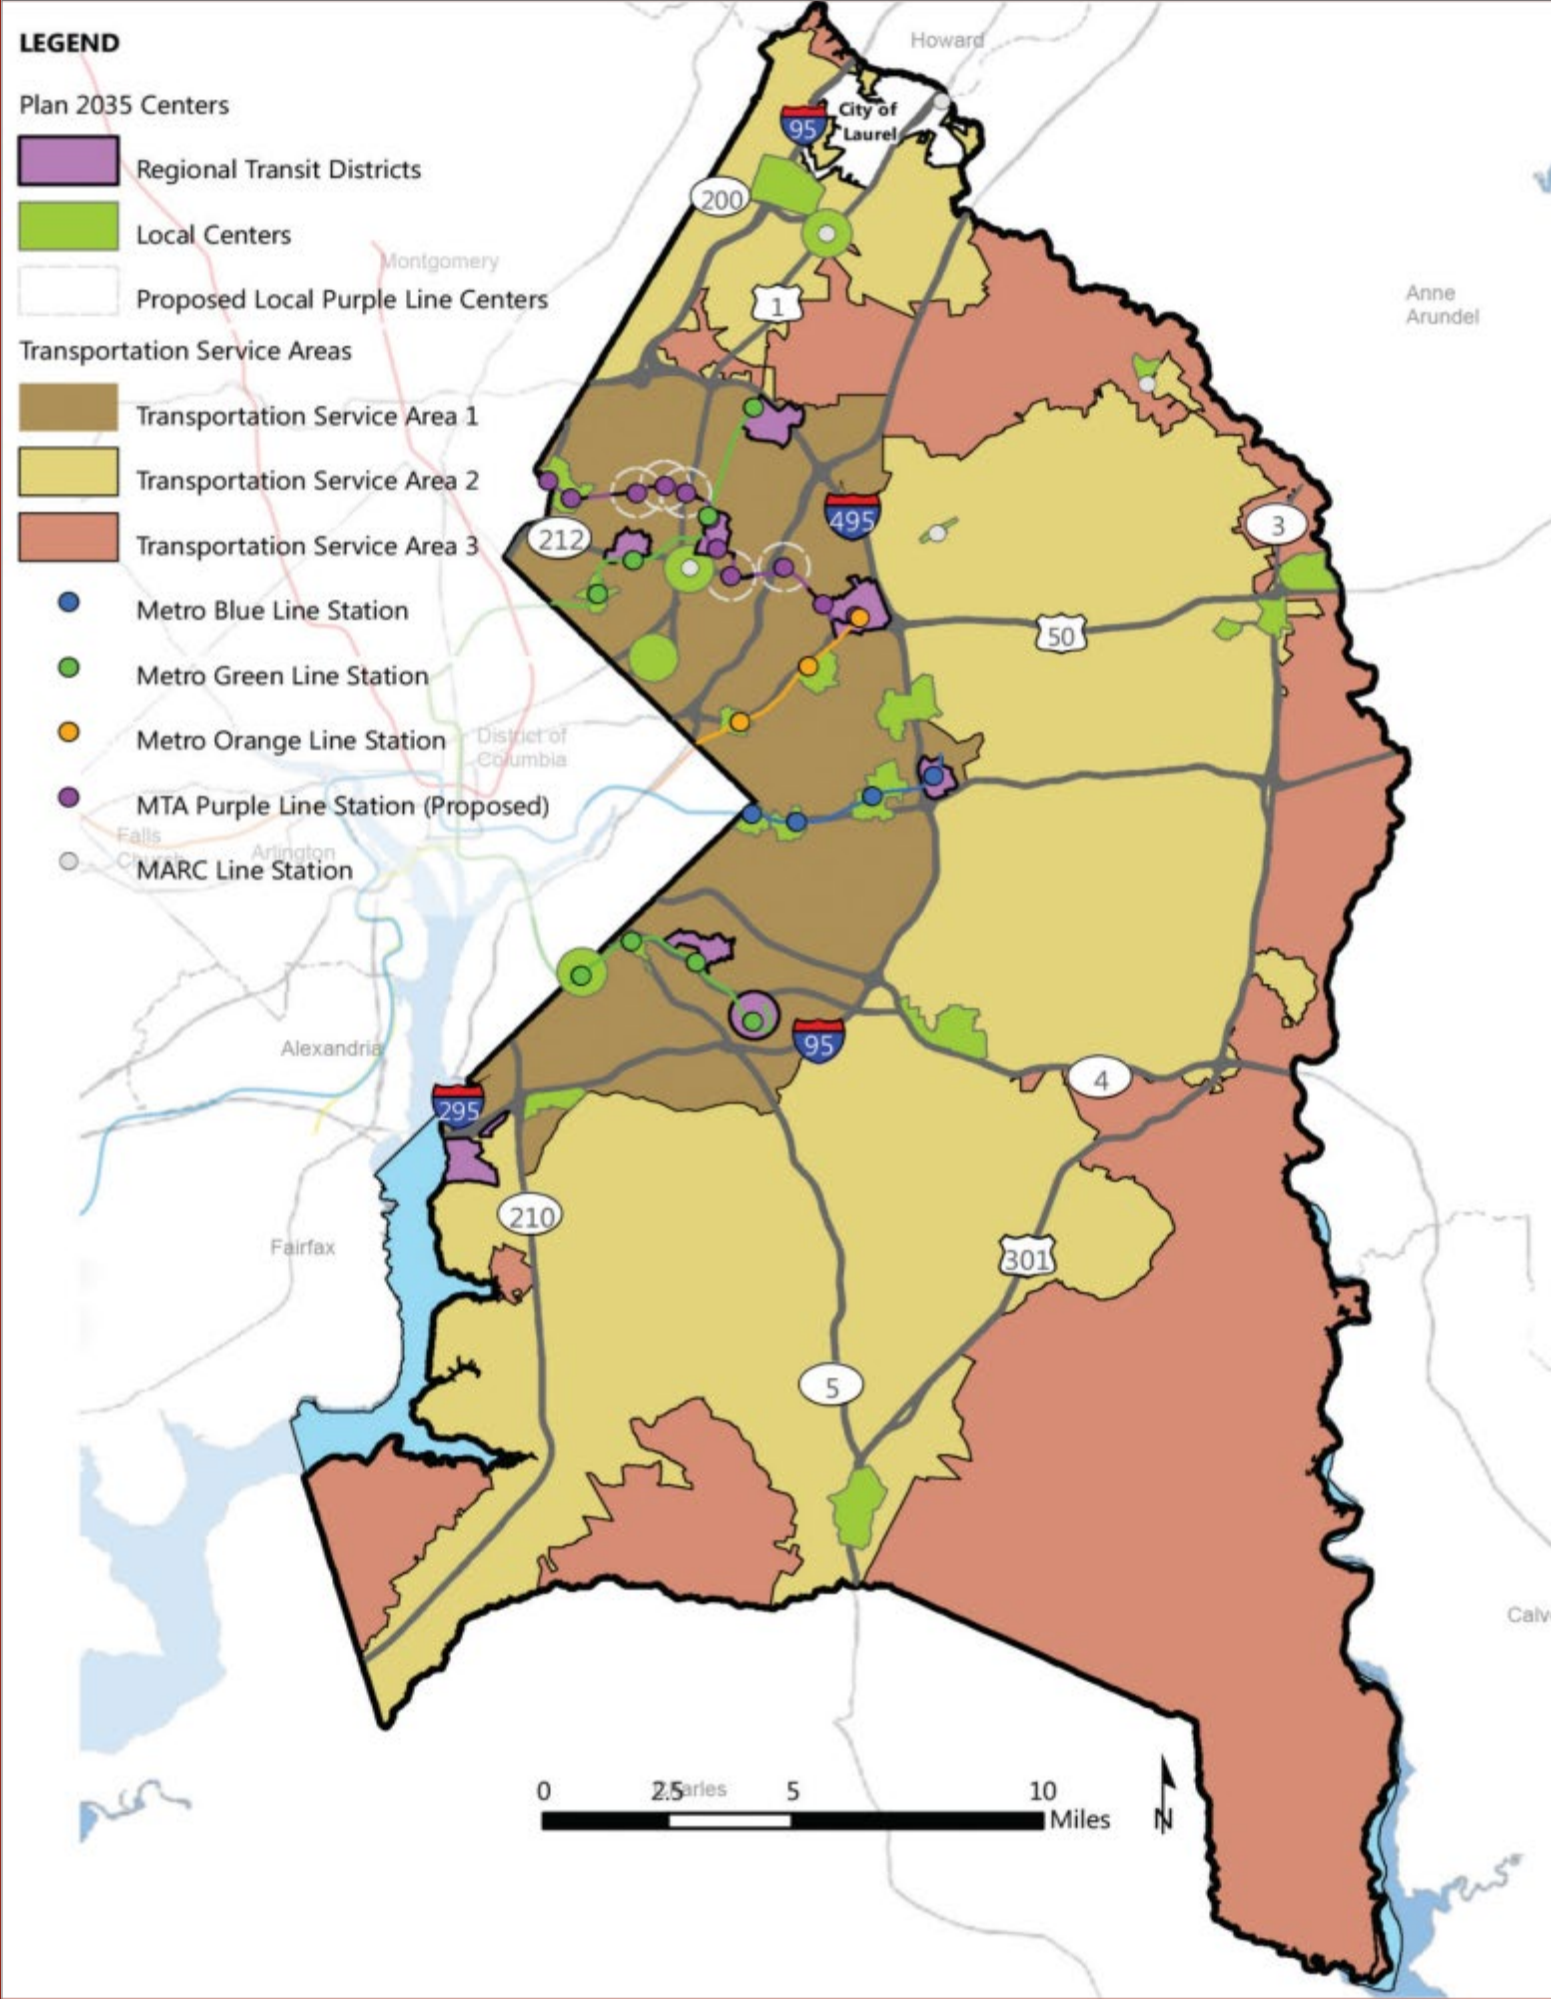 LEGEND
Plan 2035 Centers
Regional Transit Districts
Local Centers
Proposed Local Purple Line Centers
Transportation Service Areas
Transportation Service Area 1
Transportation Service Area 2
Transportation Service Area 3
Metro Blue Line Station
Metro Green Line Station
Metro Orange Line Station
MTA Purple Line Station (Proposed)
MARC Line Station
Howard
City of
Laurel
95
200
Montgomery
Anne
Arundel
1
495
3
212
50
District of
Columbia
Falls
Church
Arlington
Alexandria
95
4
295
210
Fairfax
301
5
Calv
0 2.5 5 10
Charles
Miles
N